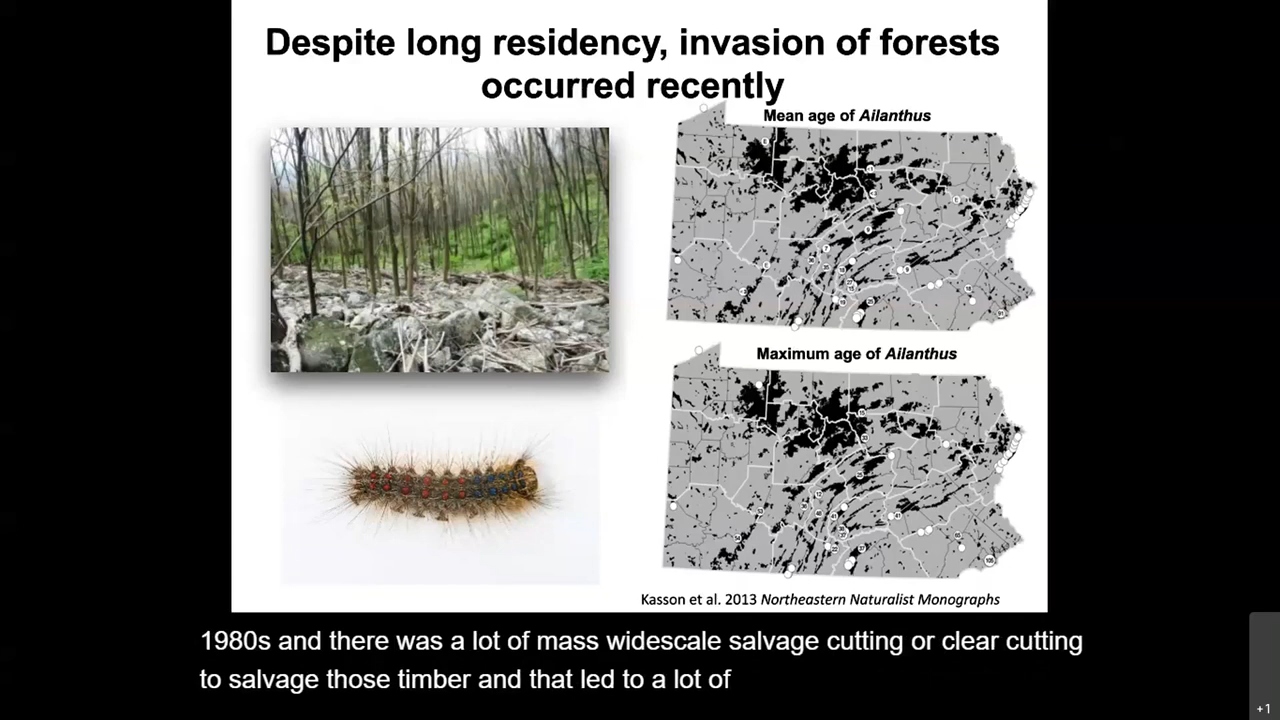 Despite long residency, invasion of forests
occurred recently
Mean age of Ailanthus
Maximum age of Ailanthus
Kasson et al. 2013 Northeastern Naturalist Monographs
1980s and there was a lot of mass widescale salvage cutting or clear cutting
to salvage those timber and that led to a lot of
+1